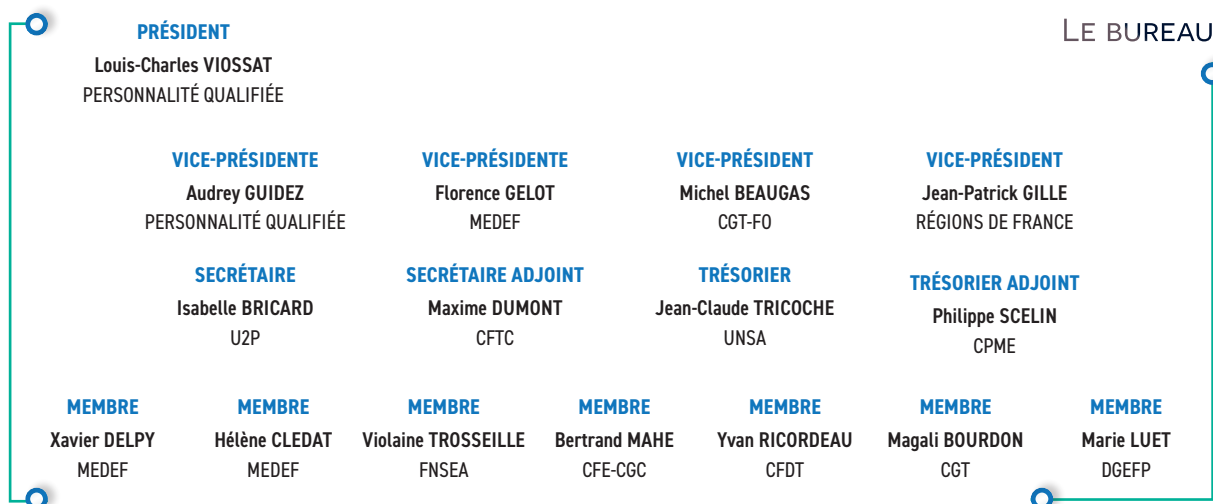 LE BUREAU
PRÉSIDENT
Louis-Charles VIOSSAT
PERSONNALITÉ QUALIFIÉE
VICE-PRÉSIDENTE
Audrey GUIDEZ
PERSONNALITÉ QUALIFIÉE
VICE-PRÉSIDENTE
Florence GELOT
MEDEF
VICE-PRÉSIDENT
Michel BEAUGAS
CGT-FO
VICE-PRÉSIDENT
Jean-Patrick GILLE
RÉGIONS DE FRANCE
SECRÉTAIRE
Isabelle BRICARD
U2P
SECRÉTAIRE ADJOINT
Maxime DUMONT
CFTC
TRÉSORIER
Jean-Claude TRICOCHE
UNSA
TRÉSORIER ADJOINT
Philippe SCELIN
CPME
MEMBRE
Xavier DELPY
MEDEF
MEMBRE
Hélène CLEDAT
MEDEF
MEMBRE
Violaine TROSSEILLE
FNSEA
MEMBRE
Bertrand MAHE
CFE-CGC
MEMBRE
Yvan RICORDEAU
CFDT
MEMBRE
Magali BOURDON
CGT
MEMBRE
Marie LUET
DGEFP